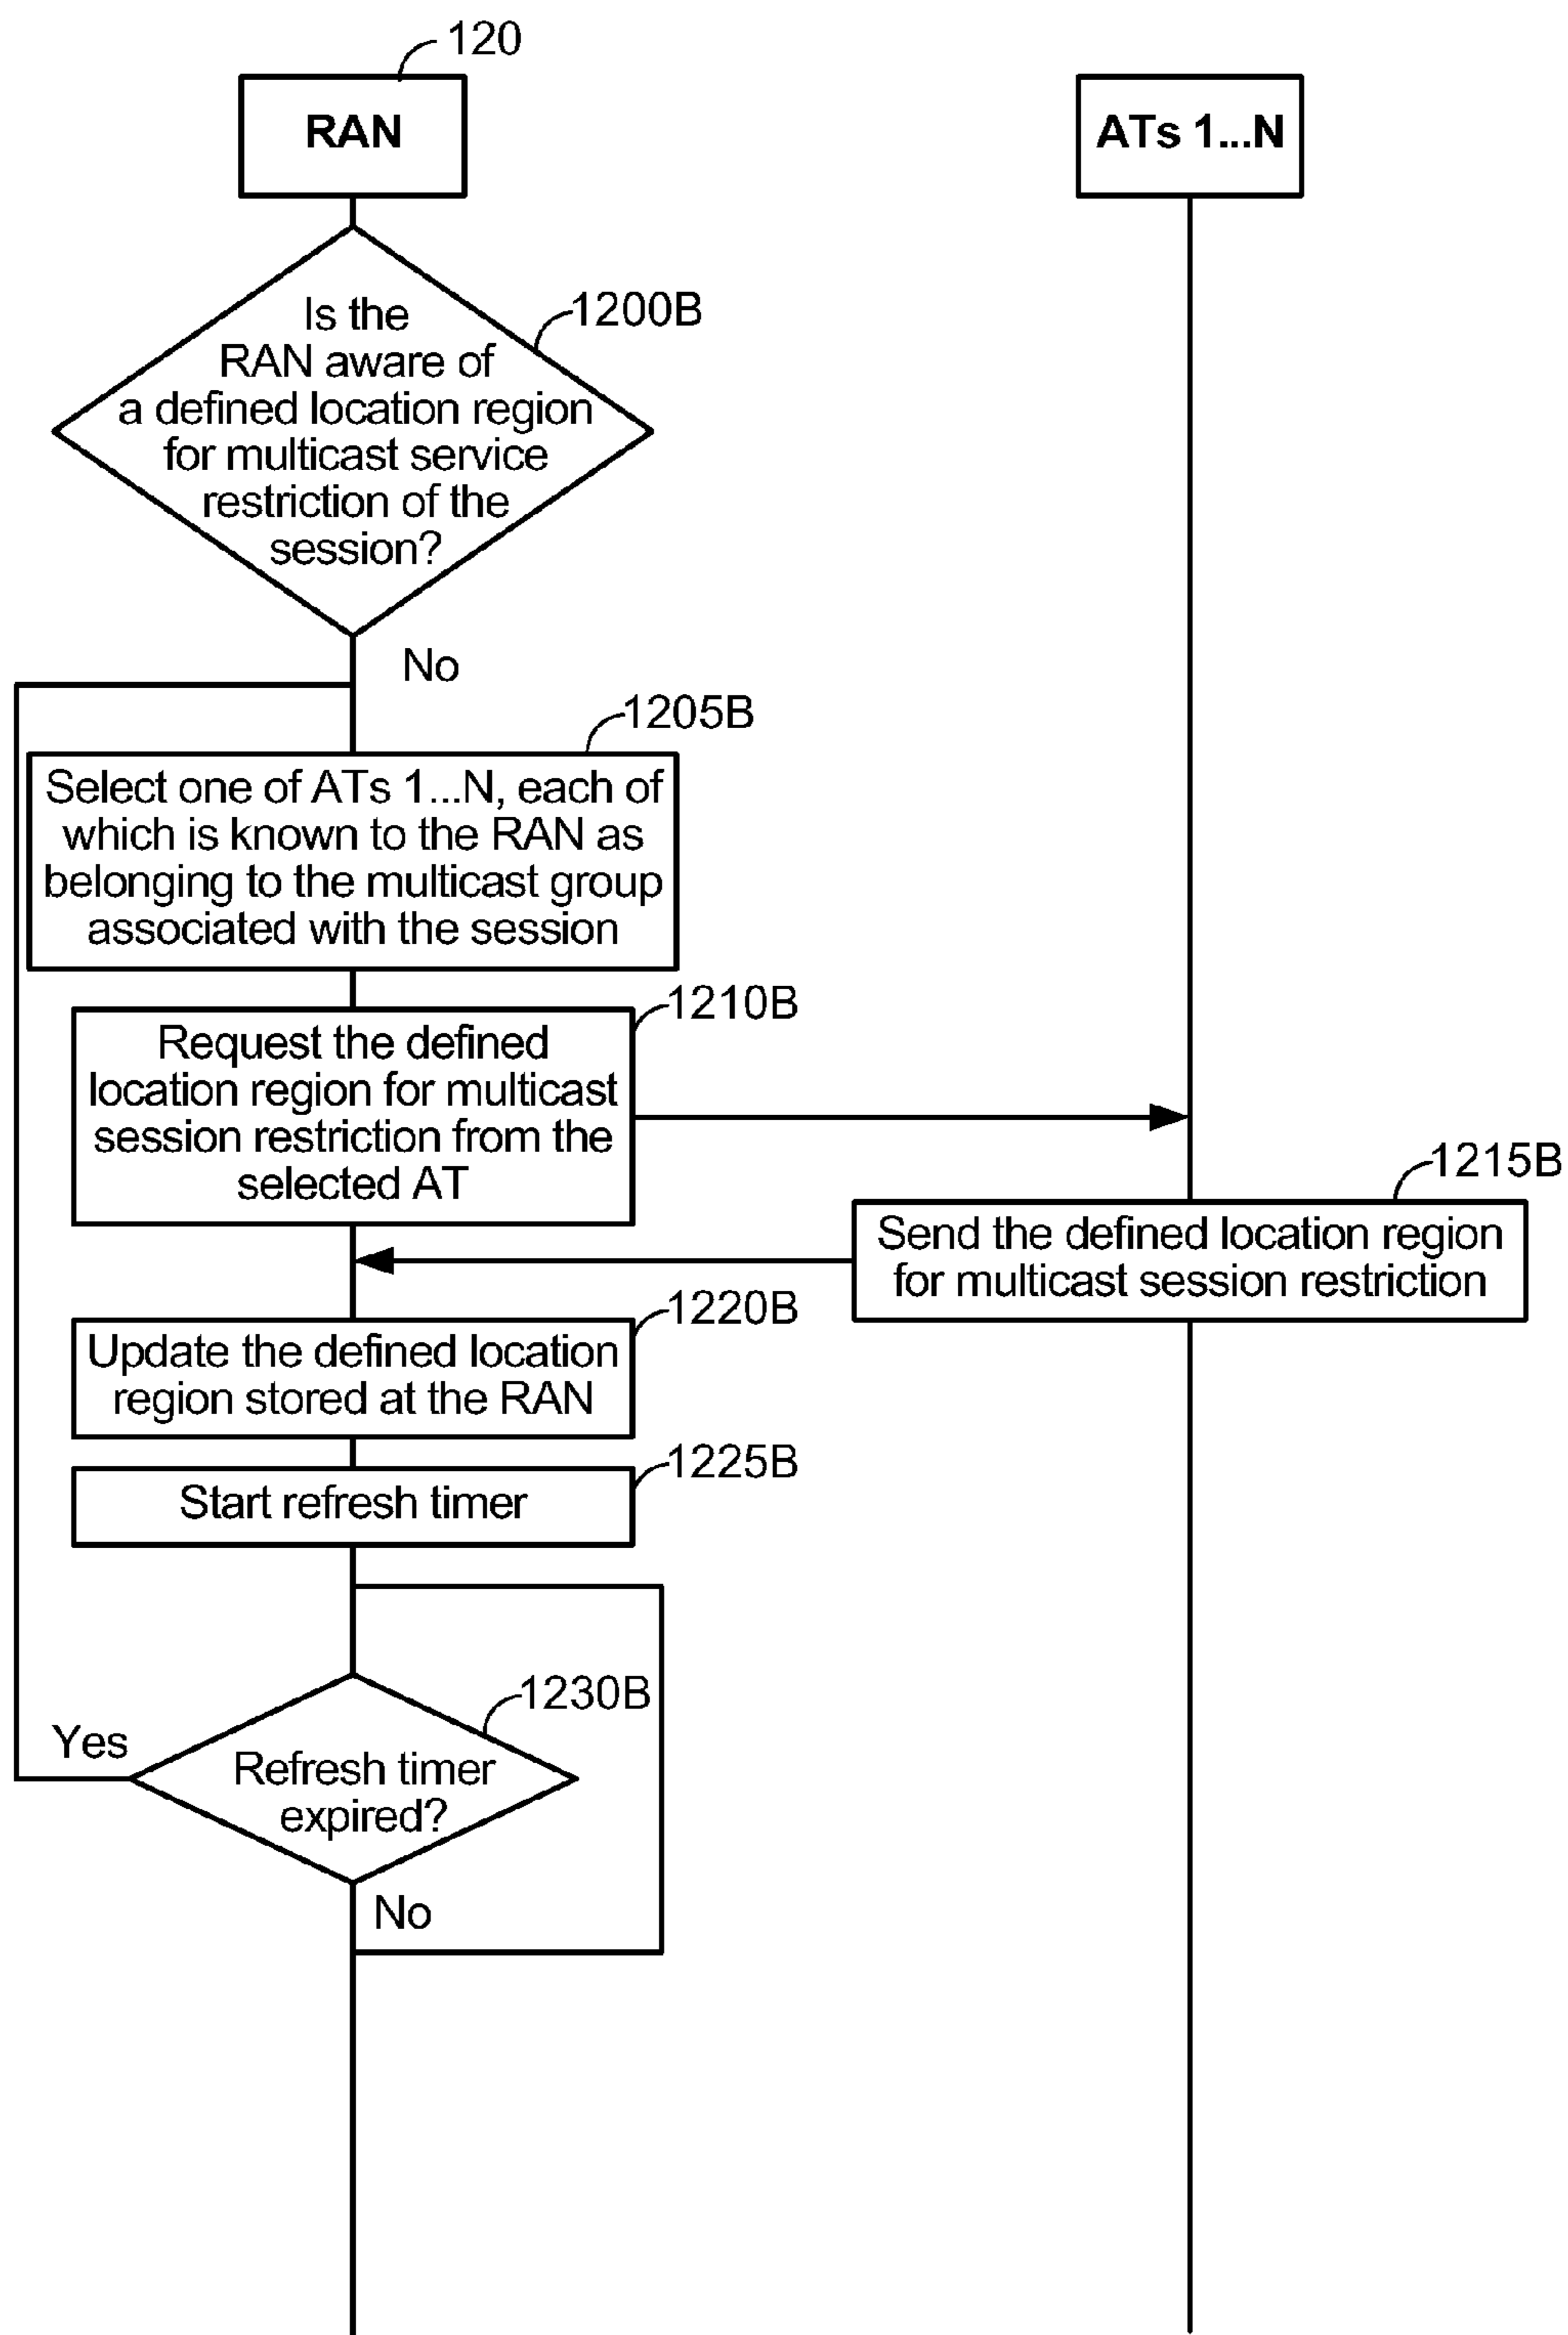 120
RAN
ATs 1...N
Is the
RAN aware of
a defined location region
for multicast service
restriction of the
session?
1200B
No
1205B
Select one of ATs 1...N, each of
which is known to the RAN as
belonging to the multicast group
associated with the session
1210B
Request the defined
location region for multicast
session restriction from the
selected AT
1215B
Send the defined location region
for multicast session restriction
1220B
Update the defined location
region stored at the RAN
1225B
Start refresh timer
1230B
Yes
Refresh timer
expired?
No